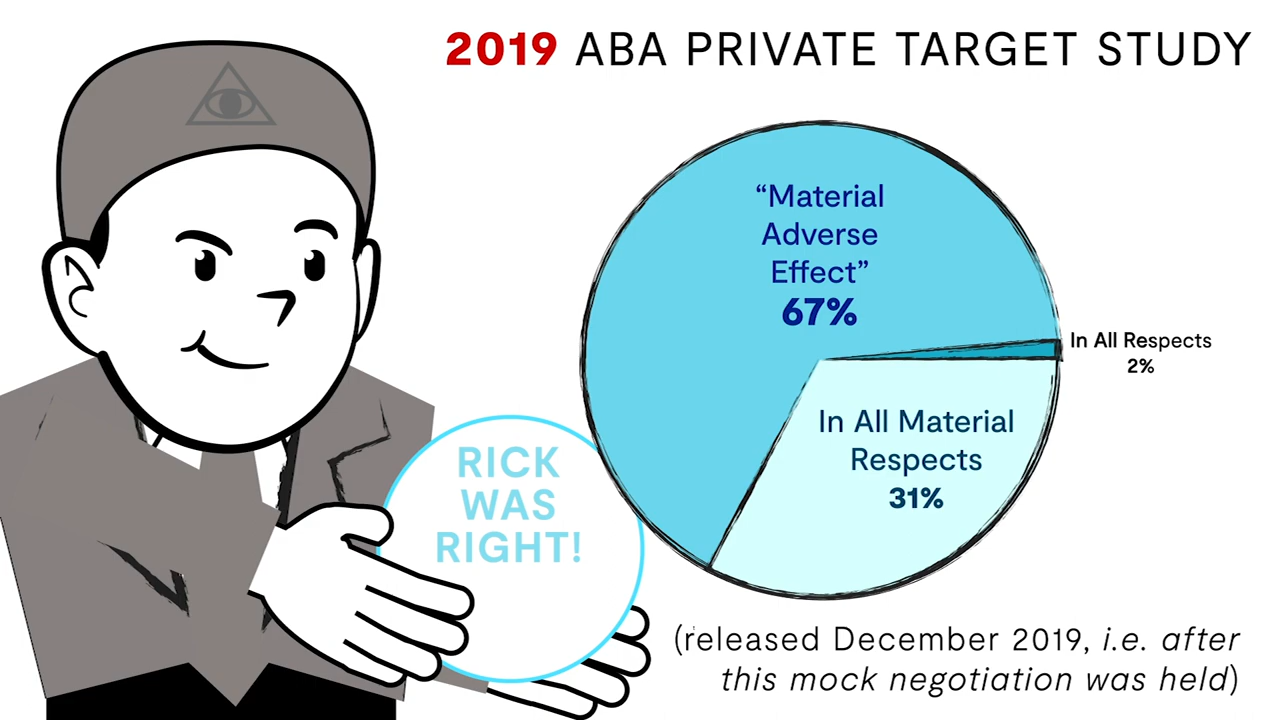 2019 ABA PRIVATE TARGET STUDY
“Material
Adverse
Effect”
67%
In All Respects
2%
In All Material
Respects
31%
RICK
WAS
RIGHT!
(released December 2019, i.e. after
this mock negotiation was held)